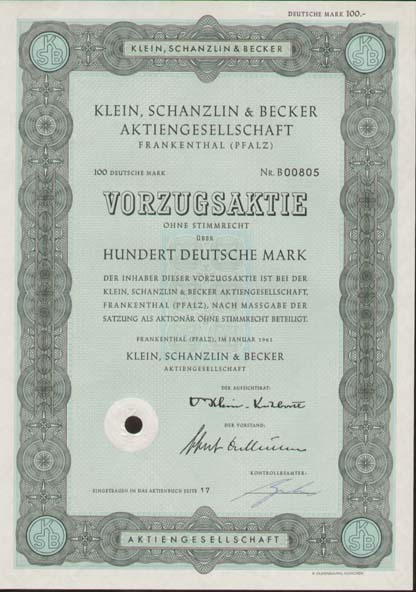 DEUTSCHE MARK 100.-
KSB
KLEIN, SCHANZLIN & BECKER
KSB
KLEIN, SCHANZLIN & BECKER
AKTIENGESELLSCHAFT
FRANKENTHAL (PFALZ)
100 DEUTSCHE MARK
NR. B00805
VORZUGSAKTIE
OHNE STIMMRECHT
ÜBER
HUNDERT DEUTSCHE MARK
DER INHABER DIESER VORZUGSAKTIE IST BEI DER
KLEIN, SCHANZLIN & BECKER AKTIENGESELLSCHAFT,
FRANKENTHAL (PFALZ), NACH MASSGABE DER
SATZUNG ALS AKTIONÄR OHNE STIMMRECHT BETEILIGT.
FRANKENTHAL (PFALZ), IM JANUAR 1961
KLEIN, SCHANZLIN & BECKER
AKTIENGESELLSCHAFT
DER AUFSICHTSRAT:
DER VORSTAND:
KONTROLLBEAMTER:
EINGETRAGEN IM AKTIENBUCH SEITE 17
KSB
AKTIENGESELLSCHAFT
KSB
R. OLDENBOURG, MÜNCHEN